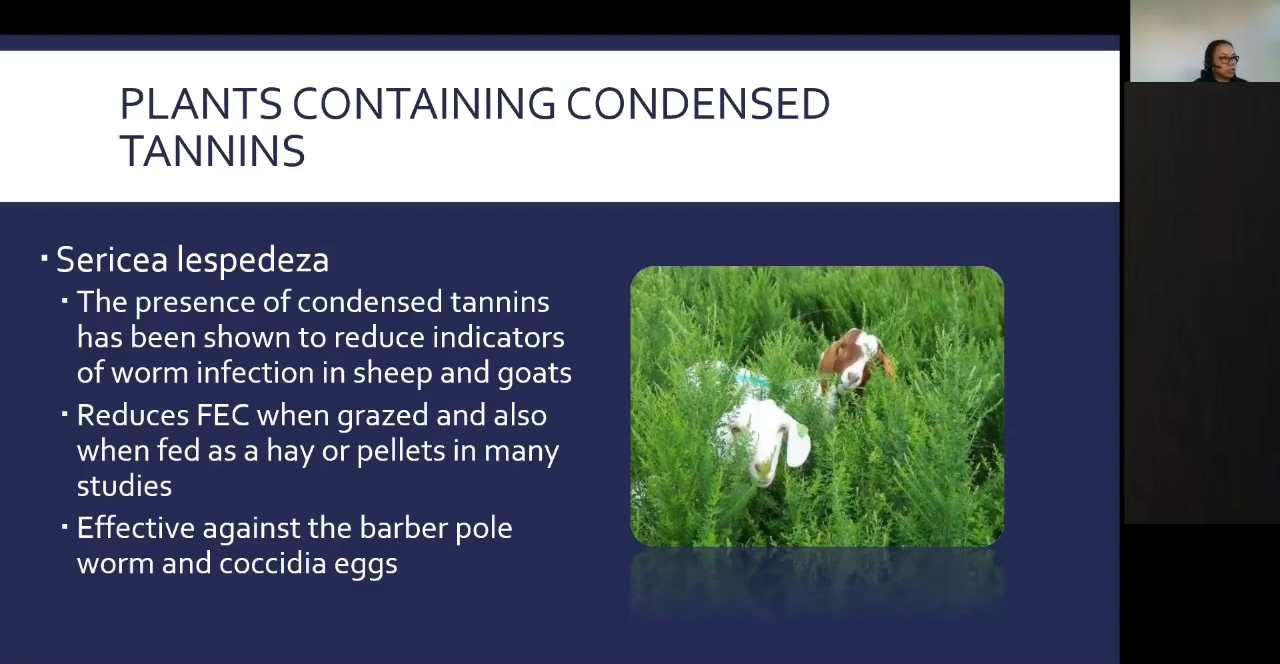 PLANTS CONTAINING CONDENSED
TANNINS
▪ Sericea lespedeza
▪ The presence of condensed tannins
has been shown to reduce indicators
of worm infection in sheep and goats
▪ Reduces FEC when grazed and also
when fed as a hay or pellets in many
studies
▪ Effective against the barber pole
worm and coccidia eggs